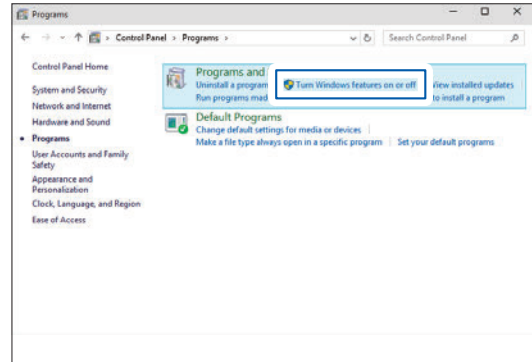 Programs
Control Panel > Programs >
Search Control Panel
Control Panel Home
System and Security
Network and Internet
Hardware and Sound
Programs
User Accounts and Family
Safety
Appearance and
Personalization
Clock, Language, and Region
Ease of Access
Programs and
Uninstall a program
Turn Windows features on or off
View installed updates
Run programs mad
to install a program
Default Programs
Change default settings for media or devices
Make a file type always open in a specific program
Set your default programs